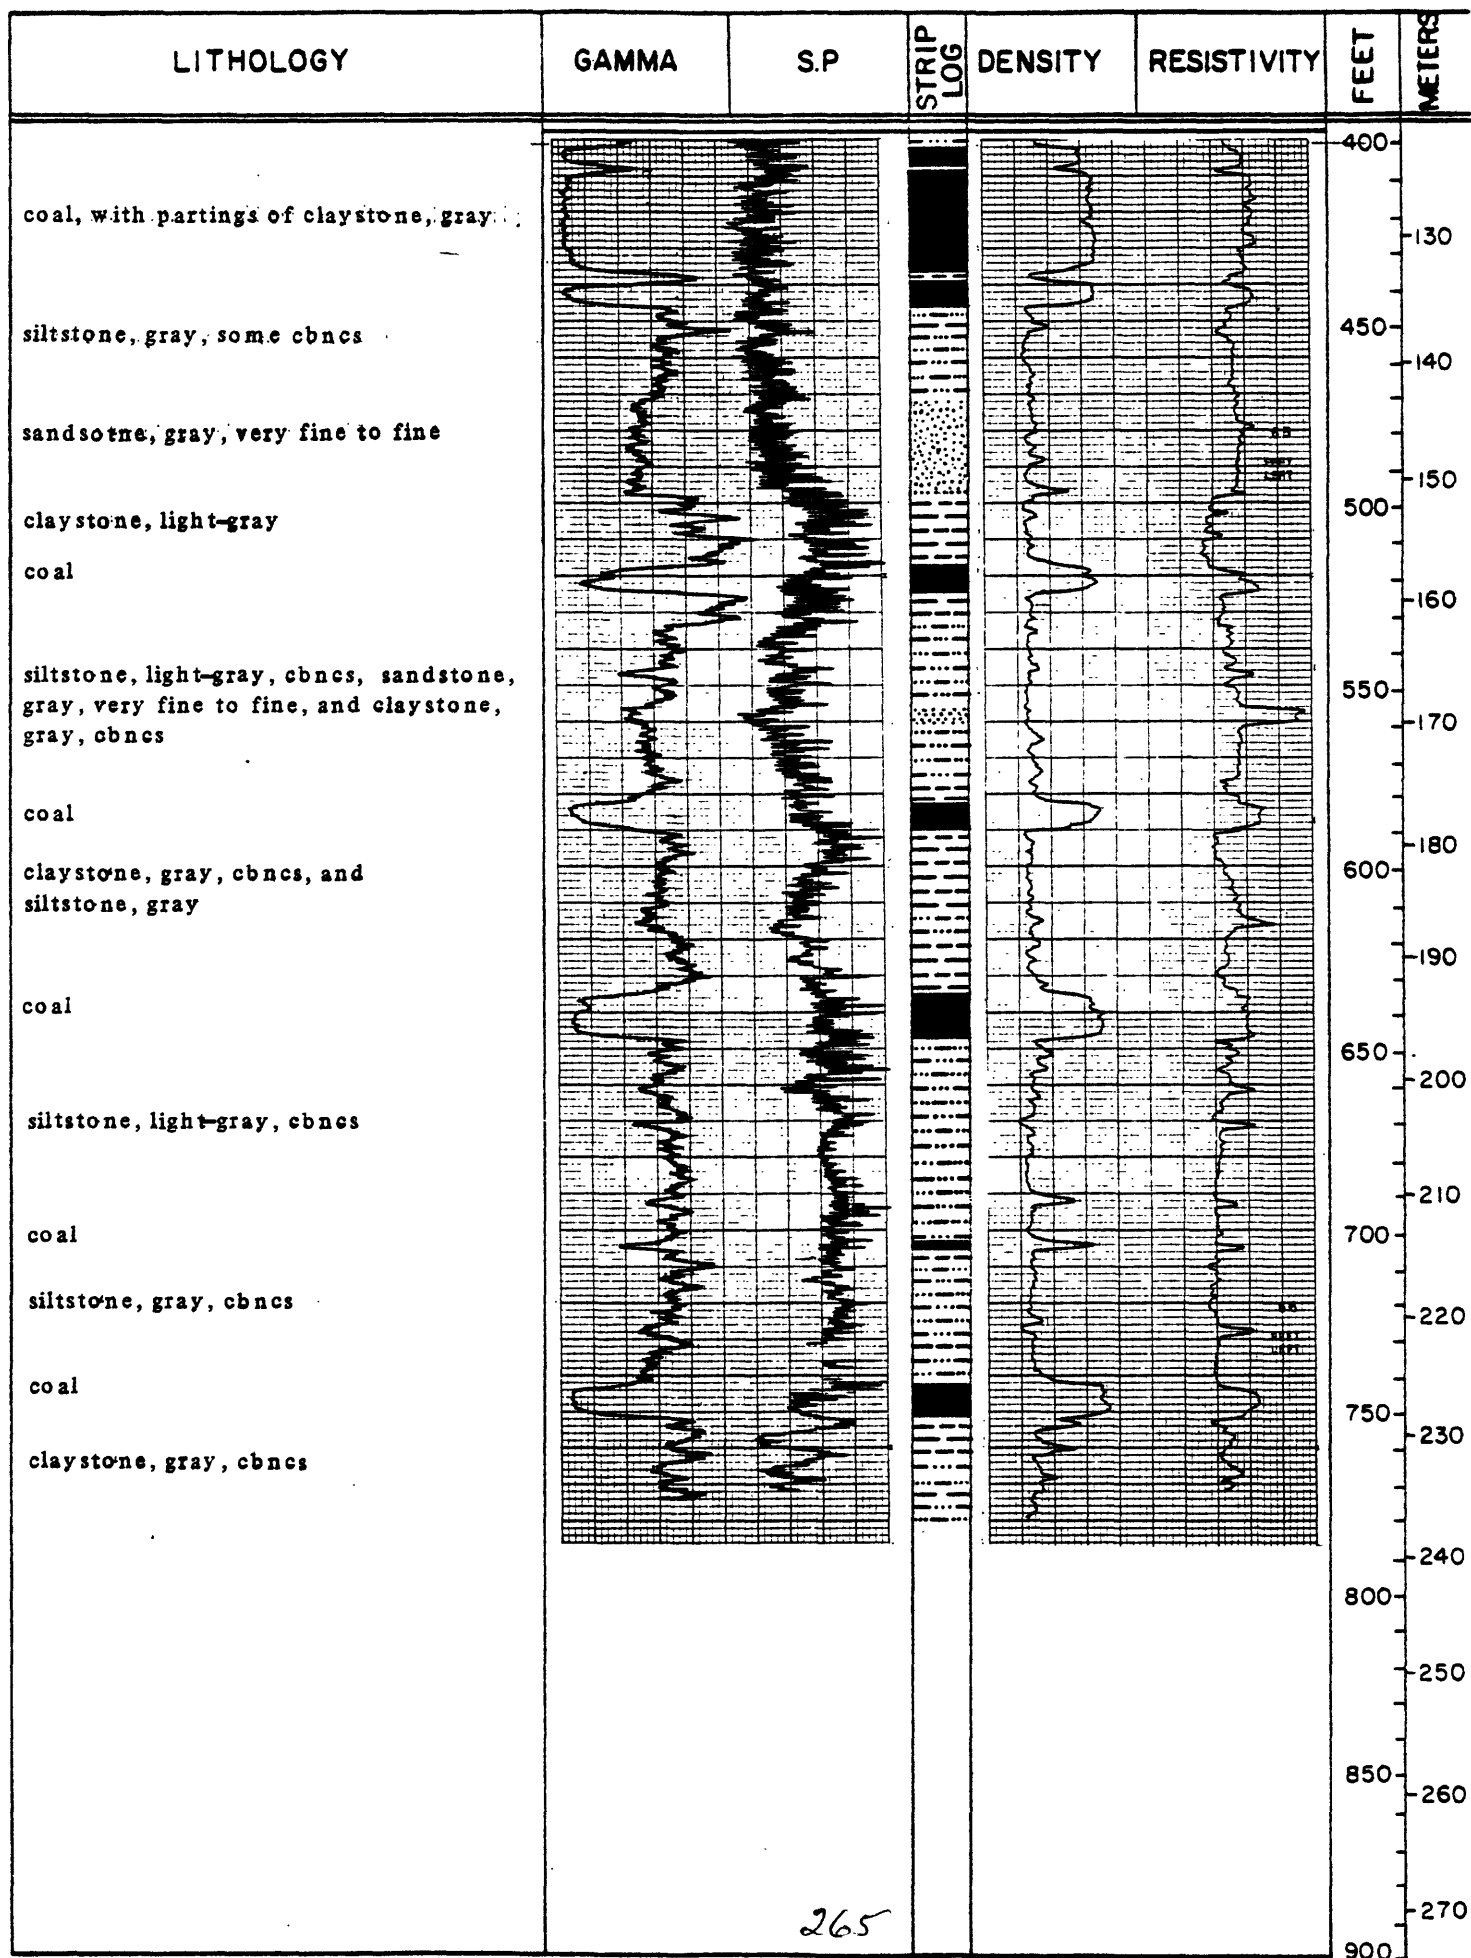 LITHOLOGY GAMMA S.P STRIP LOG DENSITY RESISTIVITY FEET METERS
400
coal, with partings of claystone, gray
130
siltstone, gray, some cbncs
450
140
sandsotne, gray, very fine to fine
150
500
claystone, light-gray
coal
160
siltstone, light-gray, cbncs, sandstone,
550
gray, very fine to fine, and claystone,
170
gray, cbncs
coal
180
claystone, gray, cbncs, and
600
siltstone, gray
190
coal
650
200
siltstone, light-gray, cbncs
210
coal
700
siltstone, gray, cbncs
220
coal
750
230
claystone, gray, cbncs
240
800
250
850
260
265
270
900